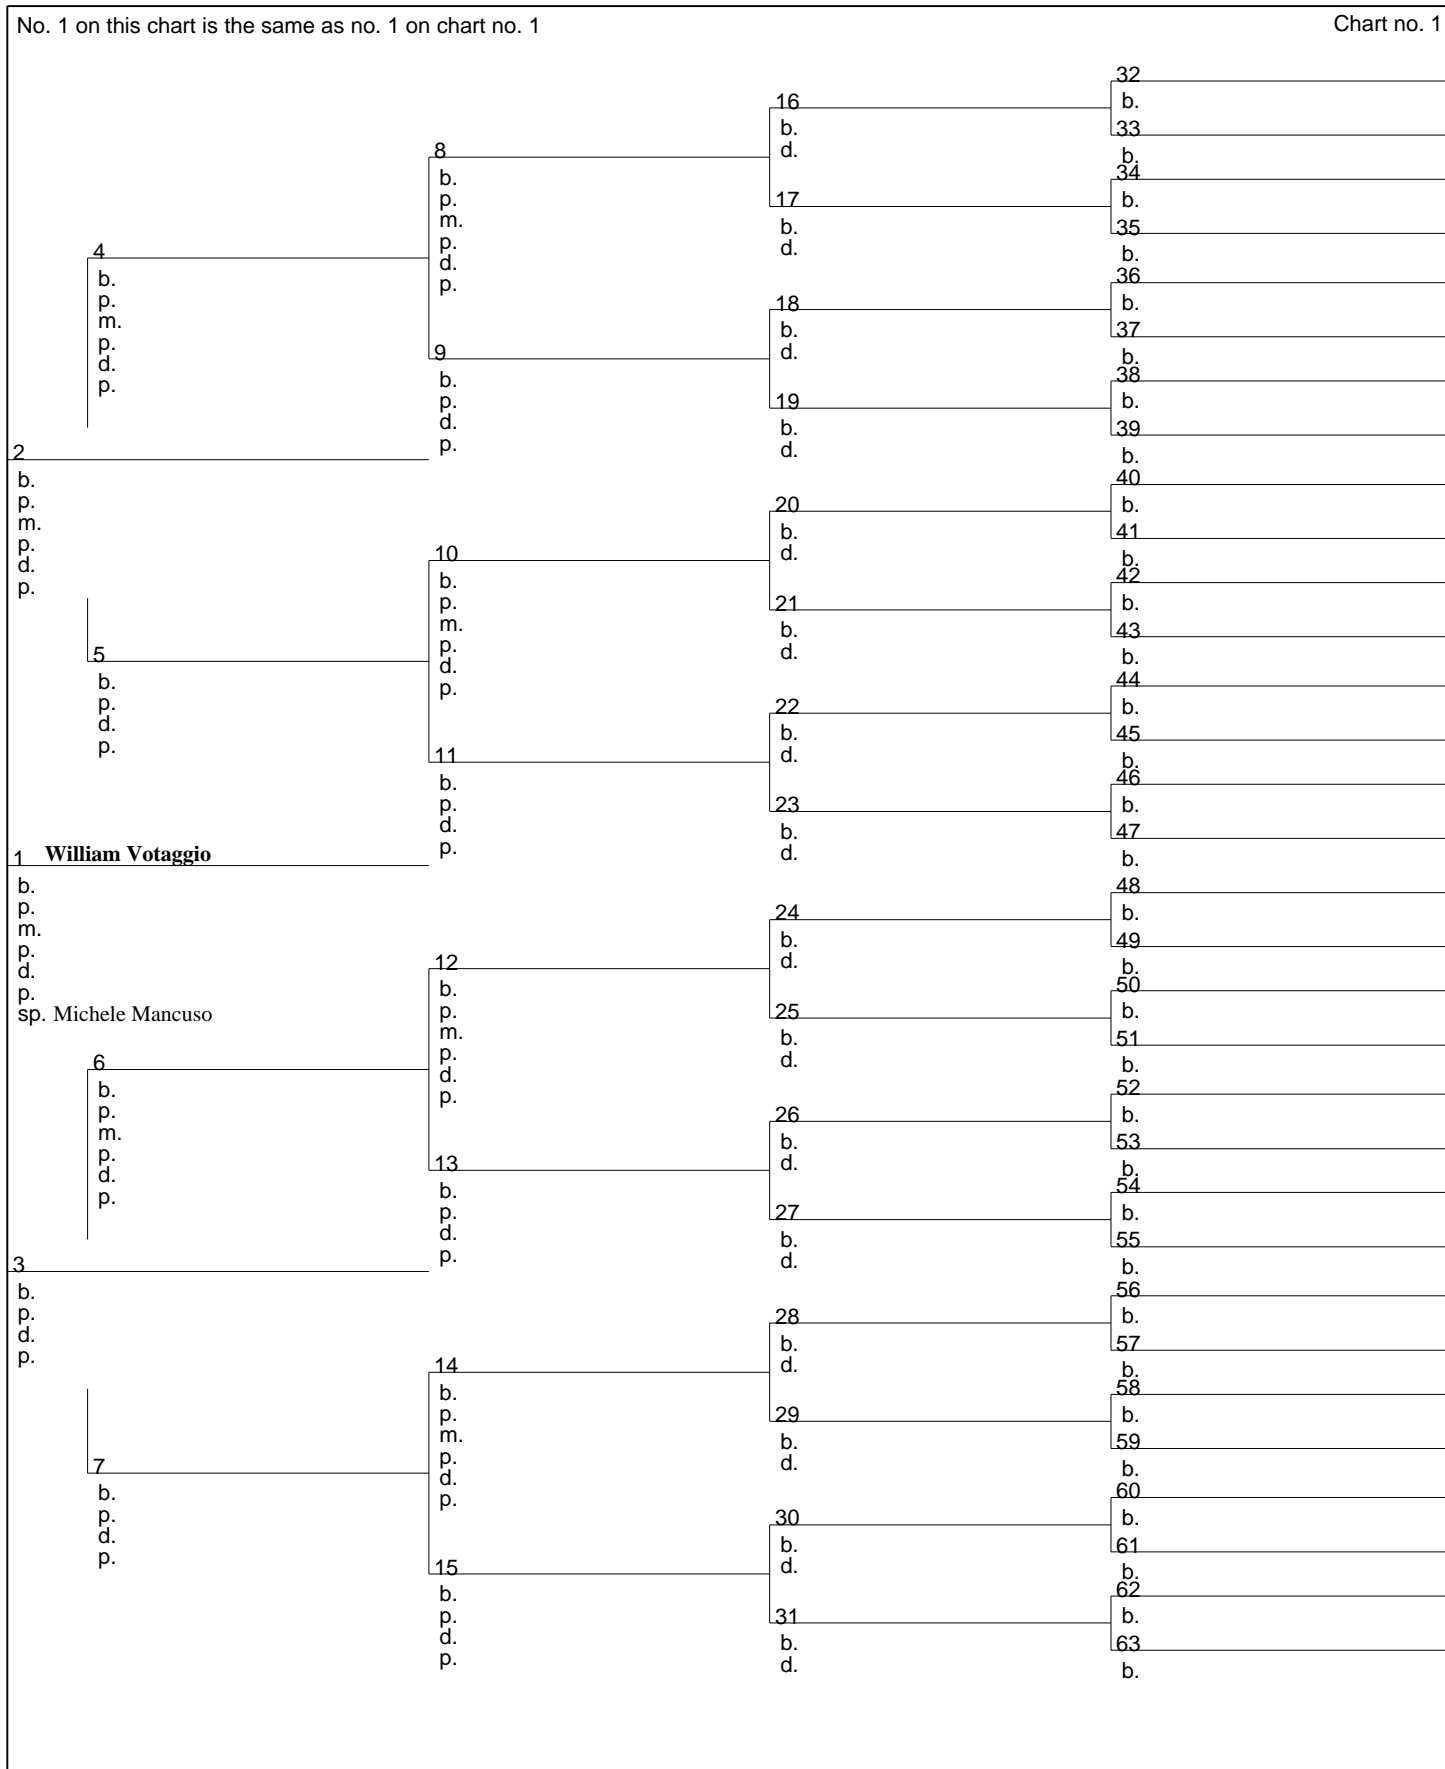 No. 1 on this chart is the same as no. 1 on chart no. 1
Chart no. 1
2
b.
p.
m.
p.
d.
p.
1 William Votaggio
b.
p.
m.
p.
d.
p.
sp. Michele Mancuso
3
b.
p.
d.
p.
4
b.
p.
m.
p.
d.
p.
5
b.
p.
d.
p.
6
b.
p.
m.
p.
d.
p.
7
b.
p.
d.
p.
8
b.
p.
m.
p.
d.
p.
9
b.
p.
d.
p.
10
b.
p.
m.
p.
d.
p.
11
b.
p.
d.
p.
12
b.
p.
m.
p.
d.
p.
13
b.
p.
d.
p.
14
b.
p.
m.
p.
d.
p.
15
b.
p.
d.
p.
16
b.
d.
17
b.
d.
18
b.
d.
19
b.
d.
20
b.
d.
21
b.
d.
22
b.
d.
23
b.
d.
24
b.
d.
25
b.
d.
26
b.
d.
27
b.
d.
28
b.
d.
29
b.
d.
30
b.
d.
31
b.
d.
32
b.
33
b.
34
b.
35
b.
36
b.
37
b.
38
b.
39
b.
40
b.
41
b.
42
b.
43
b.
44
b.
45
b.
46
b.
47
b.
48
b.
49
b.
50
b.
51
b.
52
b.
53
b.
54
b.
55
b.
56
b.
57
b.
58
b.
59
b.
60
b.
61
b.
62
b.
63
b.